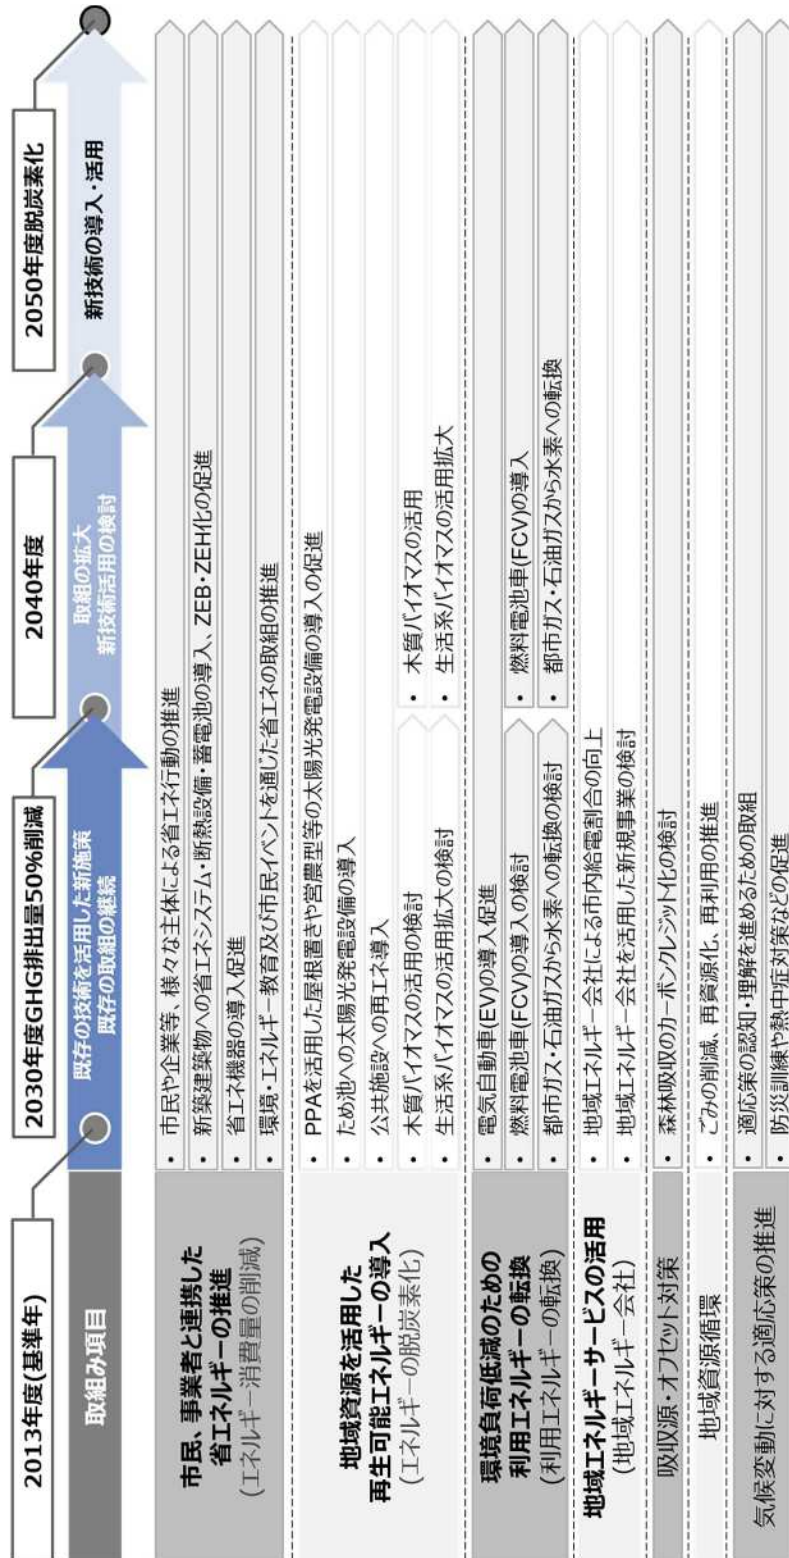 2013年度(基準年)
2030年度GHG排出量50%削減
2040年度
2050年度脱炭素化
取組み項目
既存の技術を活用した新施策
既存の取組の継続
取組の拡大
新技術活用の検討
新技術の導入・活用
市民、事業者と連携した
省エネルギーの推進
(エネルギー消費量の削減)
• 市民や企業等、様々な主体による省エネ行動の推進
• 新築建築物への省エネシステム・断熱設備・蓄電池の導入、ZEB・ZEH化の促進
• 省エネ機器の導入促進
• 環境・エネルギー教育及び市民イベントを通じた省エネの取組の推進
地域資源を活用した
再生可能エネルギーの導入
(エネルギーの脱炭素化)
• PPAを活用した屋根置きや営農型等の太陽光発電設備の導入の促進
• ため池への太陽光発電設備の導入
• 公共施設への再エネ導入
• 木質バイオマスの活用の検討
• 木質バイオマスの活用
• 生活系バイオマスの活用拡大の検討
• 生活系バイオマスの活用拡大
環境負荷低減のための
利用エネルギーの転換
(利用エネルギーの転換)
• 電気自動車(EV)の導入促進
• 燃料電池車(FCV)の導入の検討
• 燃料電池車(FCV)の導入
• 都市ガス・石油ガスから水素への転換の検討
• 都市ガス・石油ガスから水素への転換
地域エネルギーサービスの活用
(地域エネルギー会社)
• 地域エネルギー会社による市内給電割合の向上
• 地域エネルギー会社を活用した新規事業の検討
吸収源・オフセット対策
• 森林吸収のカーボンクレジット化の検討
地域資源循環
• ごみの削減、再資源化、再利用の推進
気候変動に対する適応策の推進
• 適応策の認知・理解を進めるための取組
• 防災訓練や熱中症対策などの促進